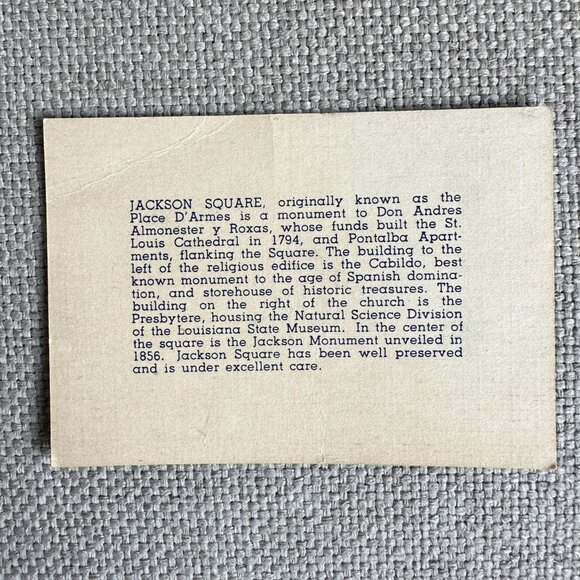 JACKSON SQUARE, originally known as the
Place D'Armes is a monument to Don Andres
Almonester y Roxas, whose funds built the St.
Louis Cathedral in 1794, and Pontalba Apart-
ments, flanking the Square. The building to the
left of the religious edifice is the Cabildo, best
known monument to the age of Spanish domina-
tion, and storehouse of historic treasures. The
building on the right of the church is the
Presbytere, housing the Natural Science Division
of the Louisiana State Museum. In the center of
the square is the Jackson Monument unveiled in
1856. Jackson Square has been well preserved
and is under excellent care.